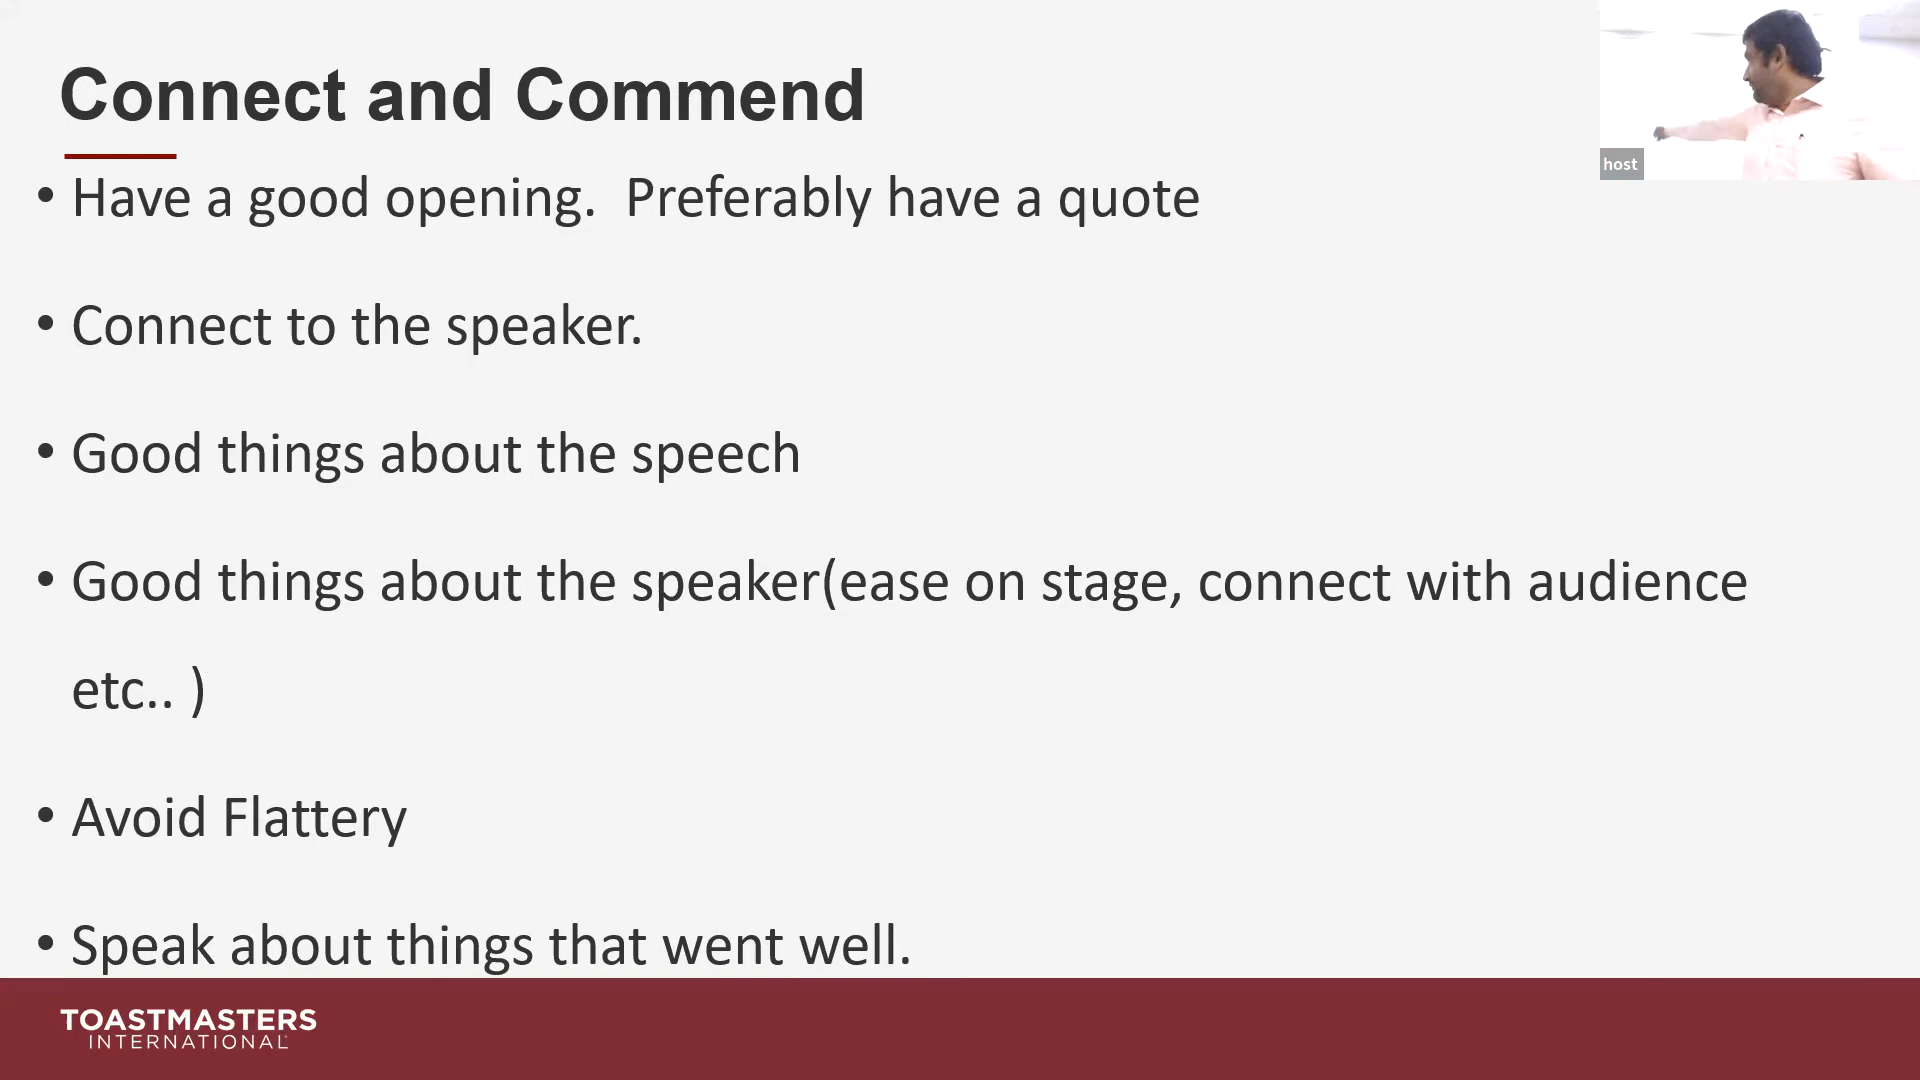 Connect and Commend
• Have a good opening.  Preferably have a quote
• Connect to the speaker.
• Good things about the speech
• Good things about the speaker(ease on stage, connect with audience
etc.. )
• Avoid Flattery
• Speak about things that went well.
host
TOASTMASTERS
INTERNATIONAL